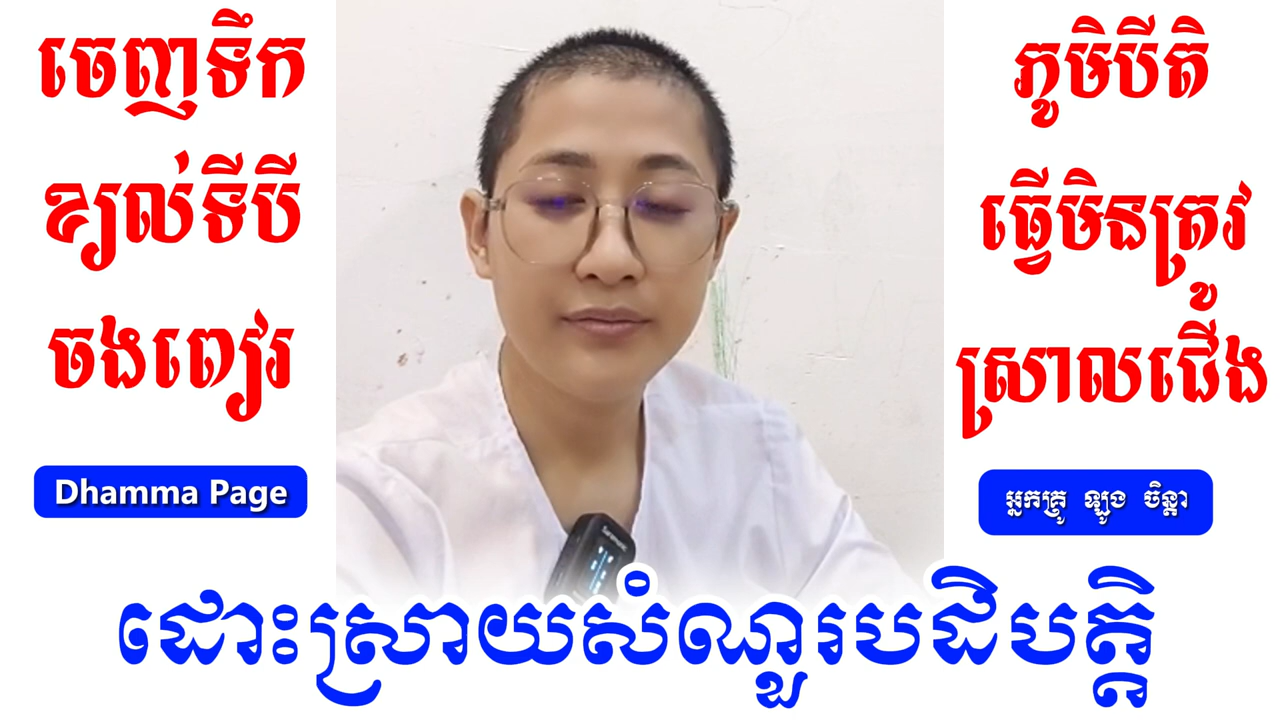 ចេញទឹក
ខ្យល់ទីបី
ចងពៀរ
Dhamma Page
ភូមិបីតិ
ធ្វើមិនត្រូវ
ស្រាលជើង
អ្នកគ្រូ ឡុង ចិន្តា
ដោះស្រាយសំណួរបដិបត្តិ